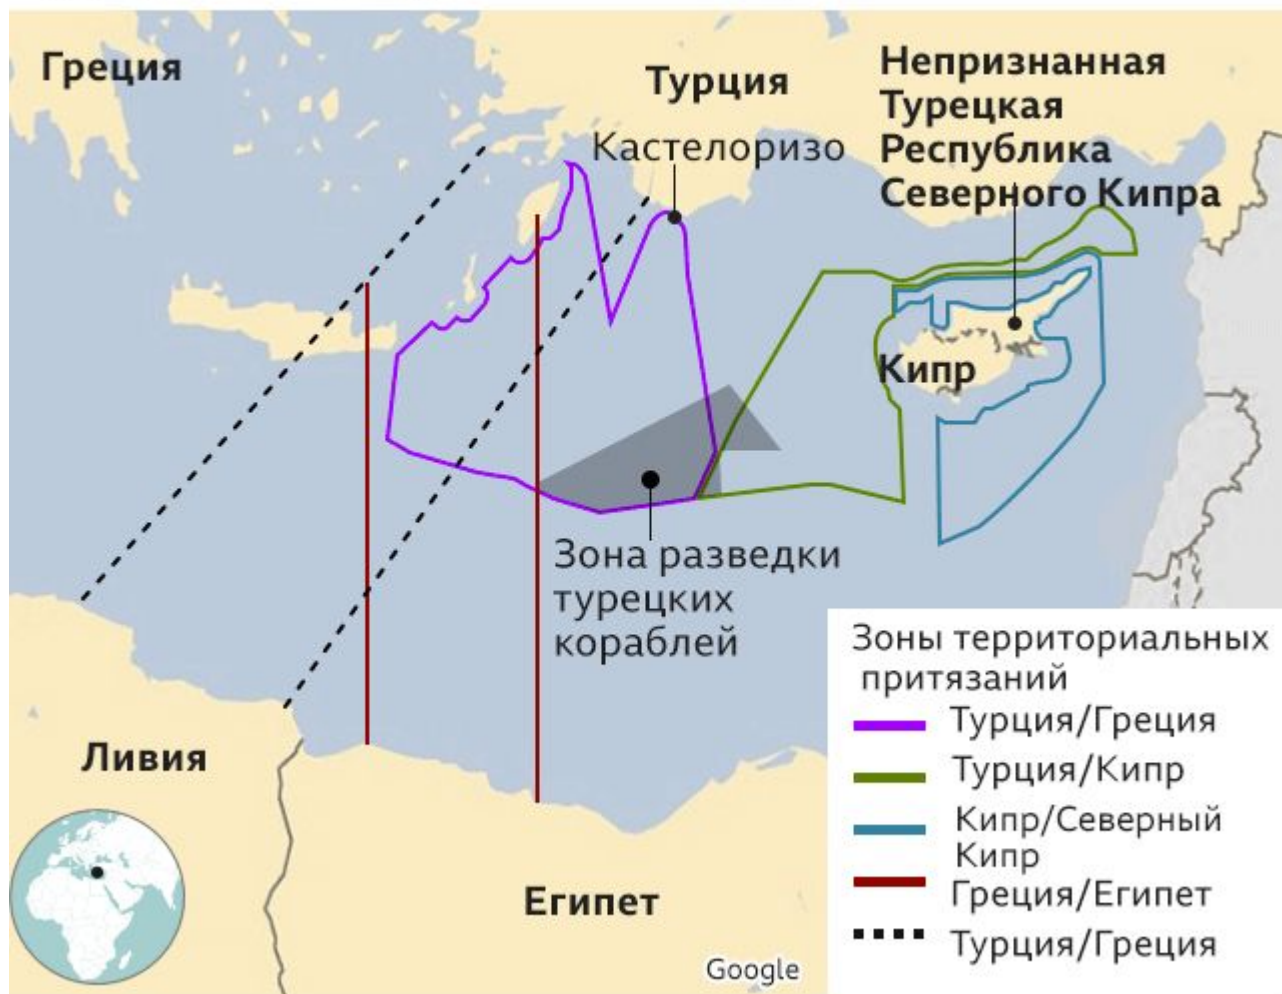 Греция
Турция
Непризнанная
Турецкая
Республика
Северного Кипра
Кастелоризо
Кипр
Зона разведки
турецких
кораблей
Ливия
Египет
Google
Зоны территориальных
притязаний
Турция/Греция
Турция/Кипр
Кипр/Северный
Кипр
Греция/Египет
Турция/Греция